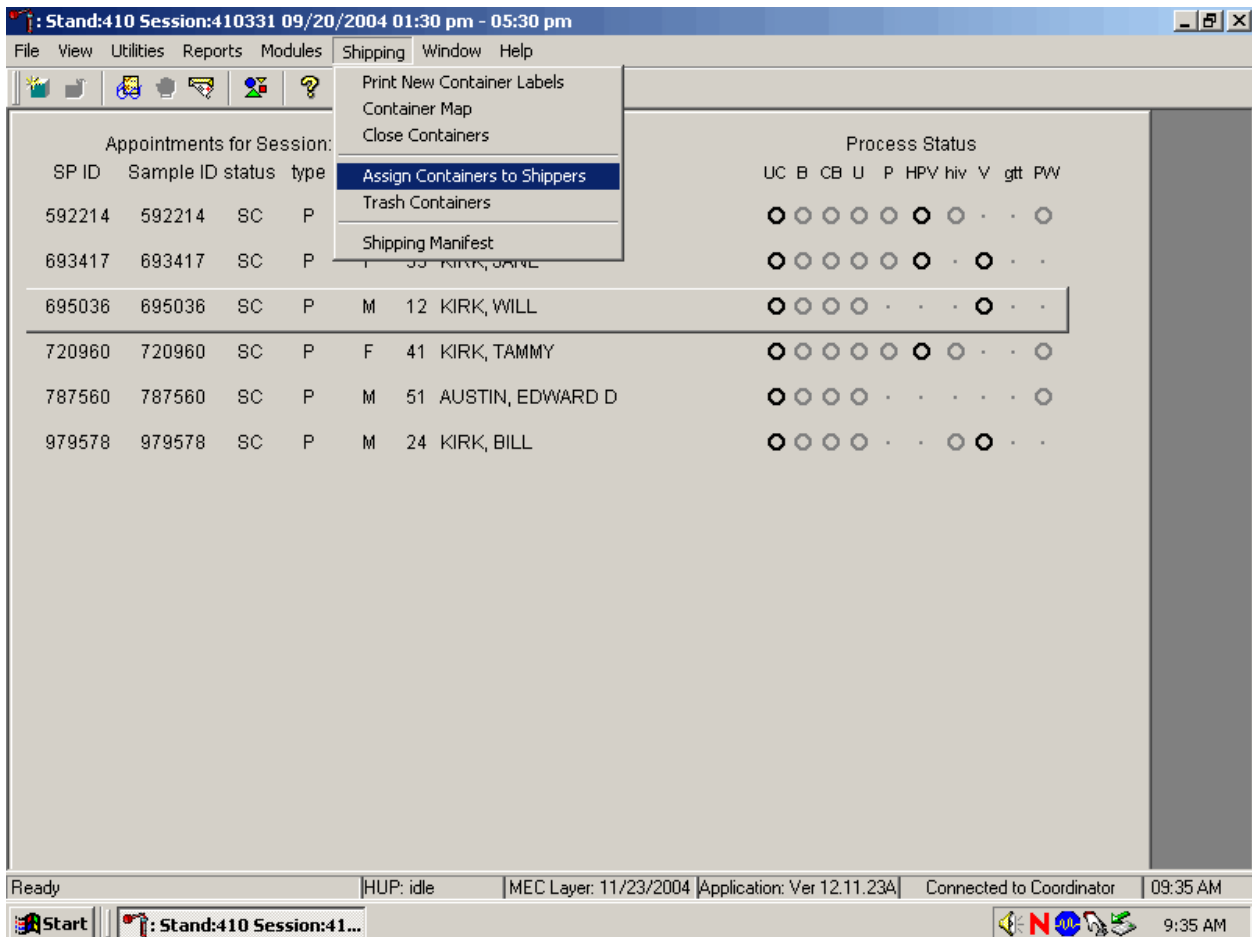 : Stand:410 Session:410331 09/20/2004 01:30 pm - 05:30 pm
File View Utilities Reports Modules Shipping Window Help
Print New Container Labels
Container Map
Close Containers
Assign Containers to Shippers
Trash Containers
Shipping Manifest
Appointments for Session:
Process Status
SP ID Sample ID status type
UC B CB U P HPV hiv V gtt PW
592214 592214 SC P
693417 693417 SC P F 35 KIRK, JANE
695036 695036 SC P M 12 KIRK, WILL
720960 720960 SC P F 41 KIRK, TAMMY
787560 787560 SC P M 51 AUSTIN, EDWARD D
979578 979578 SC P M 24 KIRK, BILL
Ready HUP: idle MEC Layer: 11/23/2004 Application: Ver 12.11.23A Connected to Coordinator 09:35 AM
Start : Stand:410 Session:41... N 9:35 AM